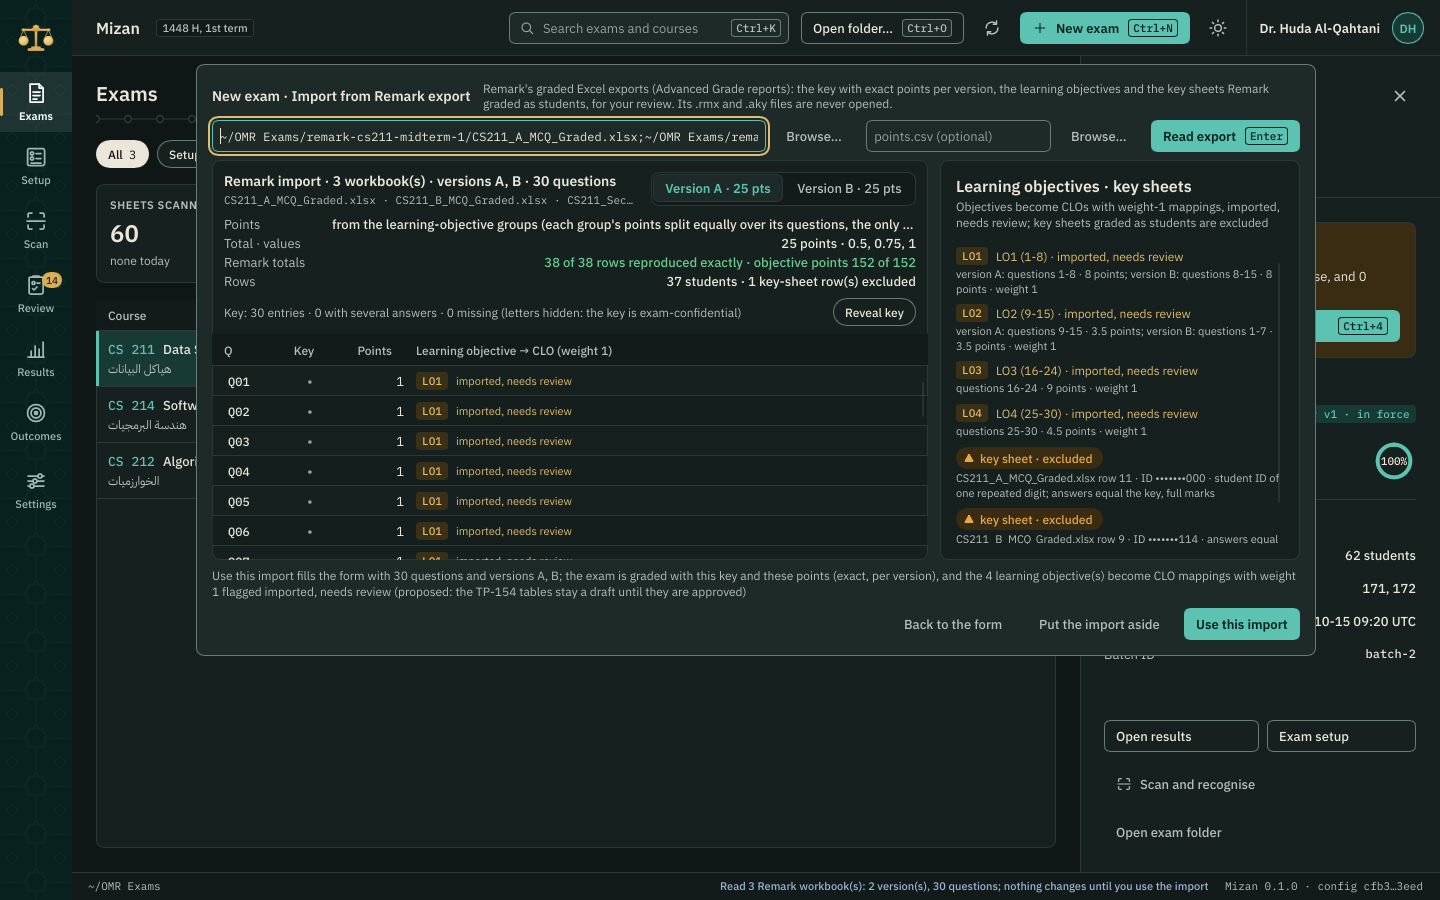 Mizan
1448 H, 1st term
Search exams and courses
Ctrl+K
Open folder...
Ctrl+O
New exam
Ctrl+N
Dr. Huda Al-Qahtani
DH
Exams
Setup
Scan
14
Review
Results
Outcomes
Settings
Exams
All 3
Setu
SHEETS SCANN
60
none today
Course
CS 211 Data S
هياكل البيانات
CS 214 Softw
هندسة البرمجيات
CS 212 Algori
الخوارزميات
New exam · Import from Remark export
Remark's graded Excel exports (Advanced Grade reports): the key with exact points per version, the learning objectives and the key sheets Remark
graded as students, for your review. Its .rmx and .aky files are never opened.
~/OMR Exams/remark-cs211-midterm-1/CS211_A_MCQ_Graded.xlsx;~/OMR Exams/rema
Browse...
points.csv (optional)
Browse...
Read export
Enter
Remark import · 3 workbook(s) · versions A, B · 30 questions
CS211_A_MCQ_Graded.xlsx · CS211_B_MCQ_Graded.xlsx · CS211_Sec…
Version A · 25 pts
Version B · 25 pts
Points
from the learning-objective groups (each group's points split equally over its questions, the only ...
Total · values
25 points · 0.5, 0.75, 1
Remark totals
38 of 38 rows reproduced exactly · objective points 152 of 152
Rows
37 students · 1 key-sheet row(s) excluded
Key: 30 entries · 0 with several answers · 0 missing (letters hidden: the key is exam-confidential)
Reveal key
Q Key Points Learning objective → CLO (weight 1)
Q01 • 1 LO1 imported, needs review
Q02 • 1 LO1 imported, needs review
Q03 • 1 LO1 imported, needs review
Q04 • 1 LO1 imported, needs review
Q05 • 1 LO1 imported, needs review
Q06 • 1 LO1 imported, needs review
Learning objectives · key sheets
Objectives become CLOs with weight-1 mappings, imported,
needs review; key sheets graded as students are excluded
LO1 LO1 (1-8) · imported, needs review
version A: questions 1-8 · 8 points; version B: questions 8-15 · 8
points · weight 1
LO2 LO2 (9-15) · imported, needs review
version A: questions 9-15 · 3.5 points; version B: questions 1-7 ·
3.5 points · weight 1
LO3 LO3 (16-24) · imported, needs review
questions 16-24 · 9 points · weight 1
LO4 LO4 (25-30) · imported, needs review
questions 25-30 · 4.5 points · weight 1
key sheet · excluded
CS211_A_MCQ_Graded.xlsx row 11 · ID •••••••000 · student ID of
one repeated digit; answers equal the key, full marks
key sheet · excluded
CS211_B_MCQ_Graded.xlsx row 9 · ID •••••••114 · answers equal
Use this import fills the form with 30 questions and versions A, B; the exam is graded with this key and these points (exact, per version), and the 4 learning objective(s) become CLO mappings with weight
1 flagged imported, needs review (proposed: the TP-154 tables stay a draft until they are approved)
Back to the form
Put the import aside
Use this import
se, and 0
Ctrl+4
v1 · in force
100%
62 students
171, 172
10-15 09:20 UTC
Batch ID
batch-2
Open results
Exam setup
Scan and recognise
Open exam folder
~/OMR Exams
Read 3 Remark workbook(s): 2 version(s), 30 questions; nothing changes until you use the import
Mizan 0.1.0 · config cfb3…3eed